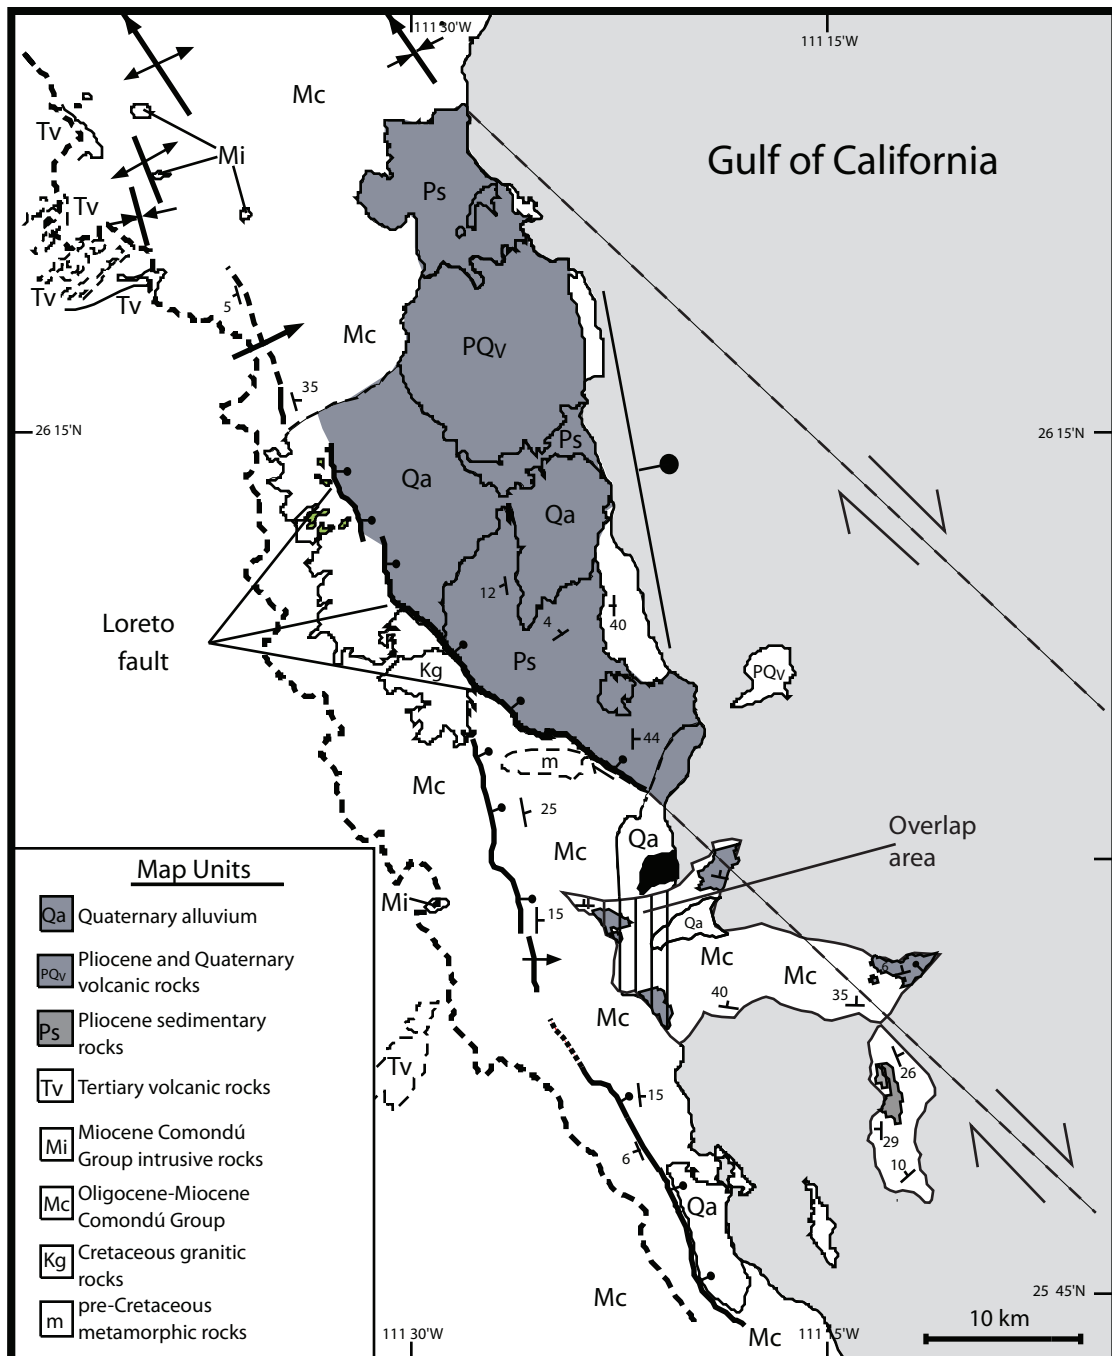 111 30'W
111 15'W
Mc
Tv
Mi
Gulf of California
Ps
Tv
Tv
Tv
5
Mc
PQv
35
26 15'N
26 15'N
Ps
Qa
Qa
12
4
40
Loreto
fault
Ps
Kg
PQv
44
m
Mc
25
Qa
Overlap
area
Mc
Mi
15
Qa
Mc
Mc
6
40
35
Mc
Tv
26
15
29
6
10
Qa
Mc
25 45'N
10 km
111 30'W
111 15'W
Mc
Map Units
Qa Quaternary alluvium
PQv Pliocene and Quaternary
volcanic rocks
Ps Pliocene sedimentary
rocks
Tv Tertiary volcanic rocks
Mi Miocene Comondú
Group intrusive rocks
Mc Oligocene-Miocene
Comondú Group
Kg Cretaceous granitic
rocks
m pre-Cretaceous
metamorphic rocks